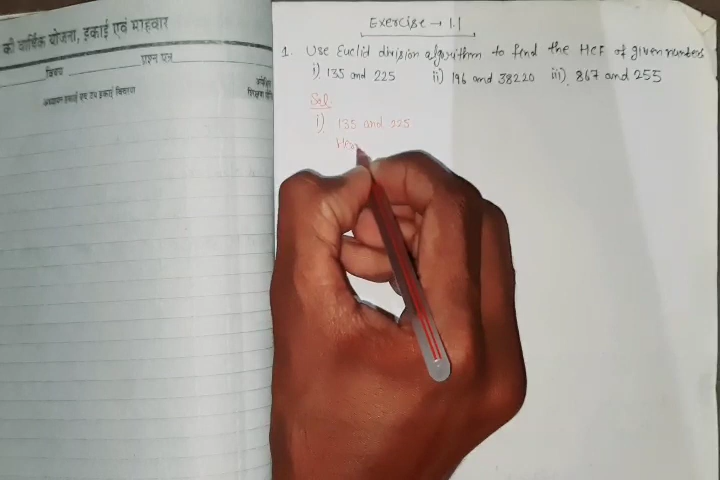 की वार्षिक योजना, इकाई एवं माहवार
विषय प्रश्न पत्र
Exercise → 1.1
1. Use Euclid division algorithm to find the HCF of given numbers
i) 135 and 225 ii) 196 and 38220 iii) 867 and 255
Sol
i) 135 and 225
Her